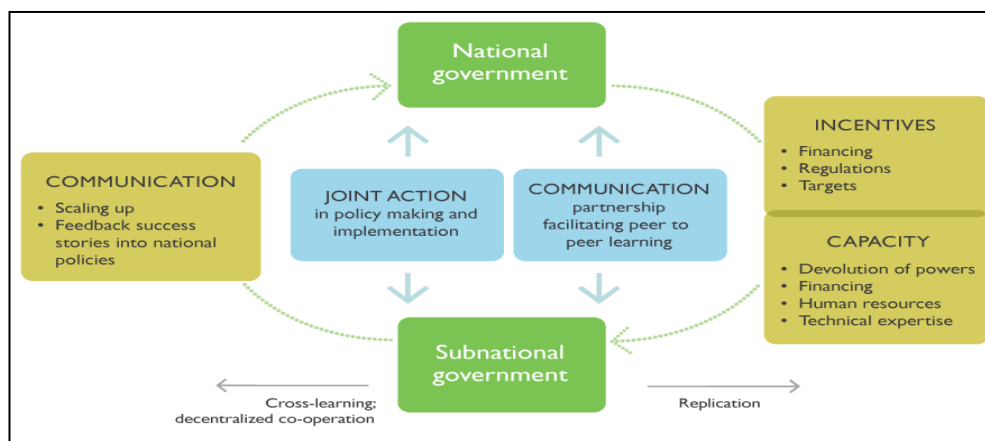 National
government
COMMUNICATION
• Scaling up
• Feedback success
stories into national
policies
JOINT ACTION
in policy making and
implementation
COMMUNICATION
partnership
facilitating peer to
peer learning
INCENTIVES
• Financing
• Regulations
• Targets
CAPACITY
• Devolution of powers
• Financing
• Human resources
• Technical expertise
Subnational
government
Cross-learning;
decentralized co-operation
Replication